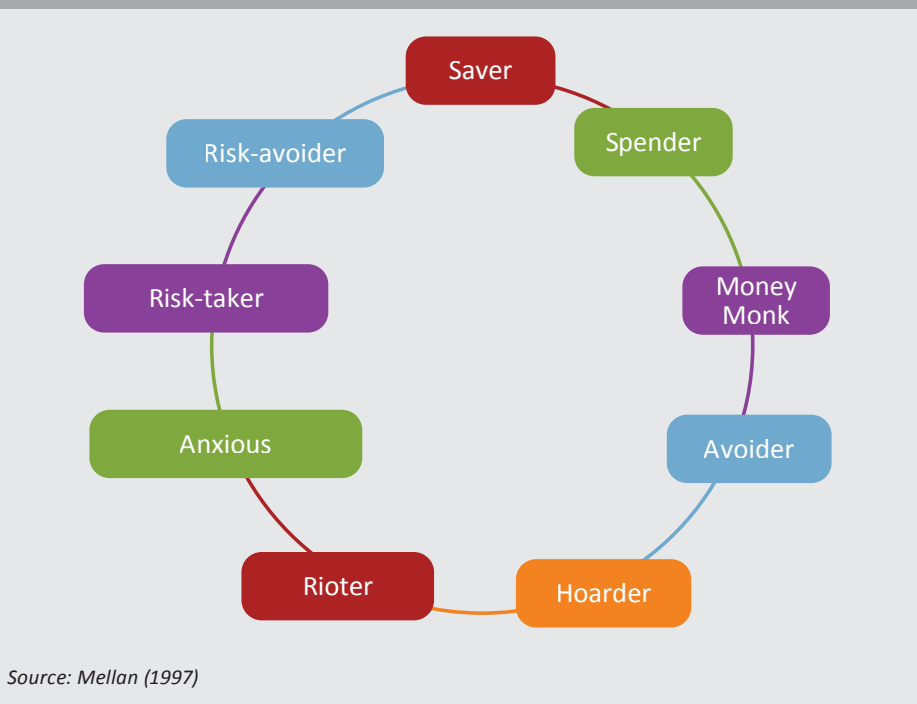 Saver
Spender
Money
Monk
Avoider
Hoarder
Rioter
Anxious
Risk-taker
Risk-avoider
Source: Mellan (1997)